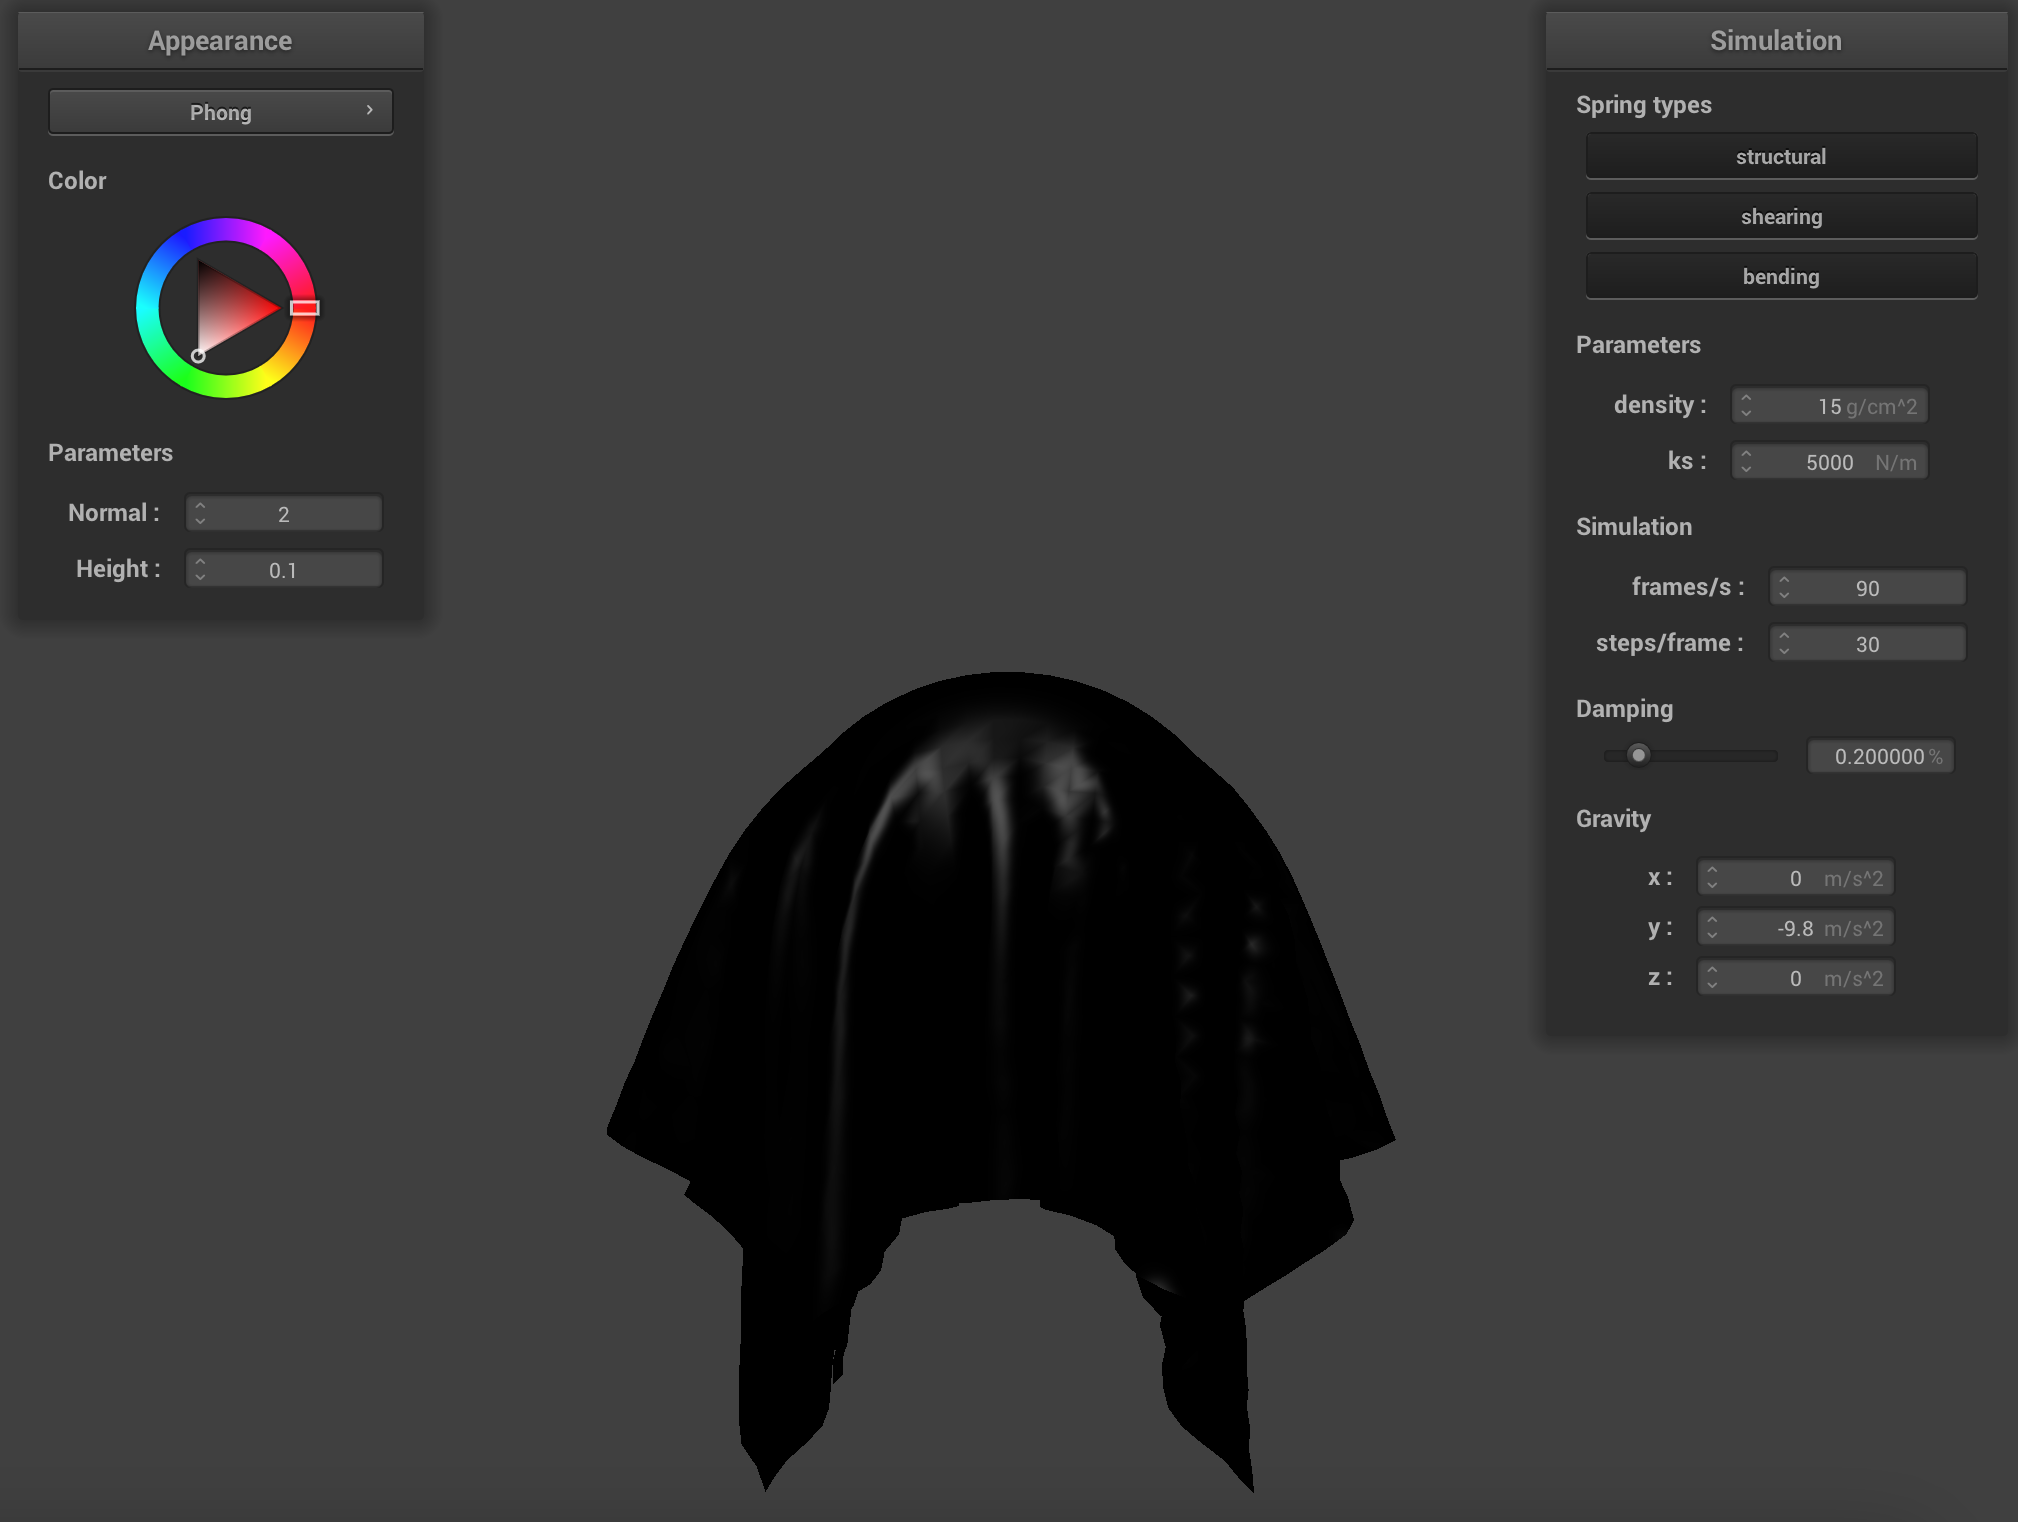 Appearance
Phong
Color
Parameters
Normal : 2
Height : 0.1
Simulation
Spring types
structural
shearing
bending
Parameters
density : 15 g/cm^2
ks : 5000 N/m
Simulation
frames/s : 90
steps/frame : 30
Damping
0.200000 %
Gravity
x : 0 m/s^2
y : -9.8 m/s^2
z : 0 m/s^2